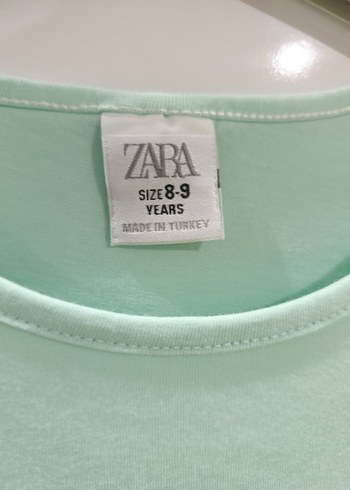 ZARA
SIZE 8-9
YEARS
MADE IN TURKEY